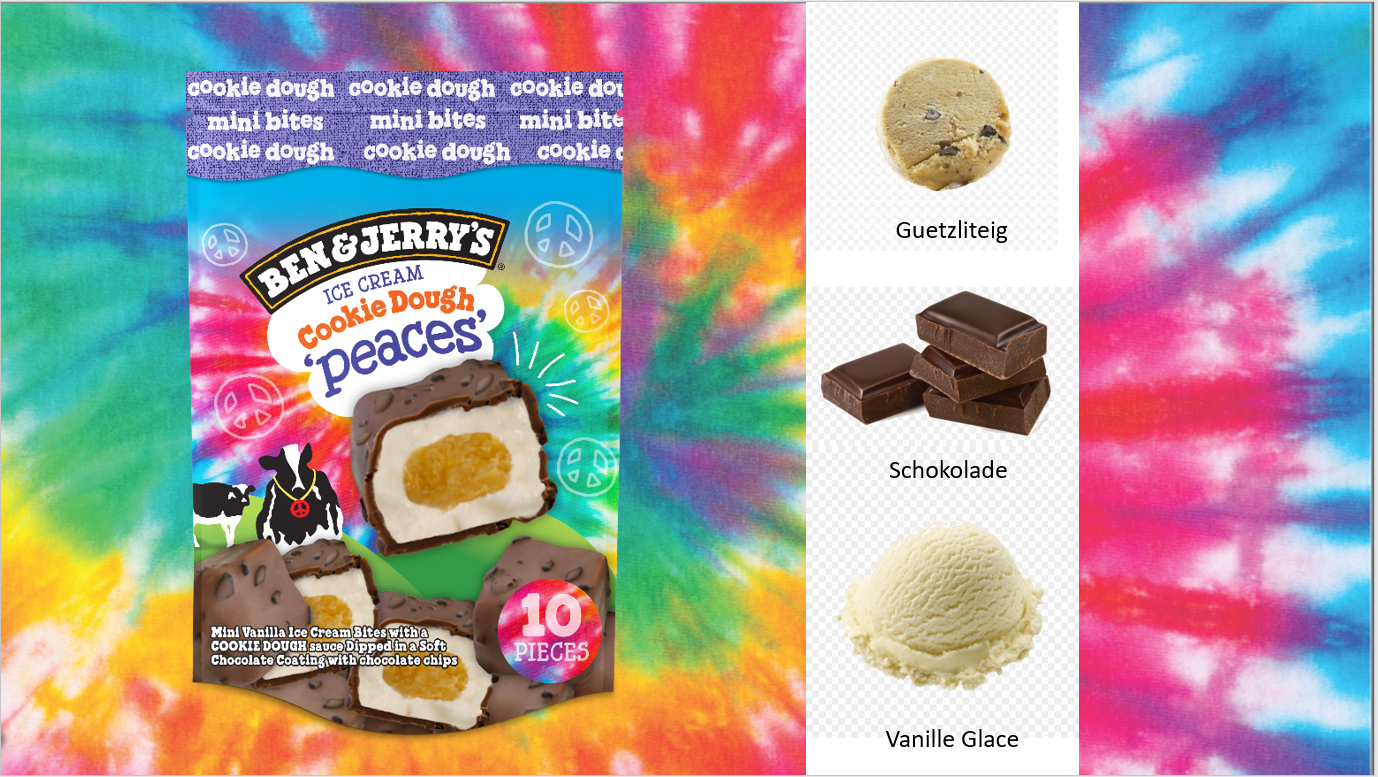 cookie dough cookie dough cookie dou
mini bites mini bites mini bite
cookie dough cookie dough cookie c
BEN & JERRY'S
ICE CREAM
Cookie Dough
'peaces'
10
PIECES
Mini Vanilla Ice Cream Bites with a
COOKIE DOUGH sauce Dipped in a Soft
Chocolate Coating with chocolate chips
Guetzliteig
Schokolade
Vanille Glace